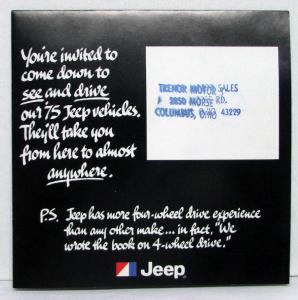 You're invited to
come down to
see and drive
our '75 Jeep vehicles.
They'll take you
from here to almost
anywhere.
TRENOR MOTOR SALES
2850 MORSE RD.
COLUMBUS, OHIO 43229
P.S. Jeep has more four-wheel drive experience
than any other make... in fact, "We
wrote the book on 4-wheel drive."
Jeep